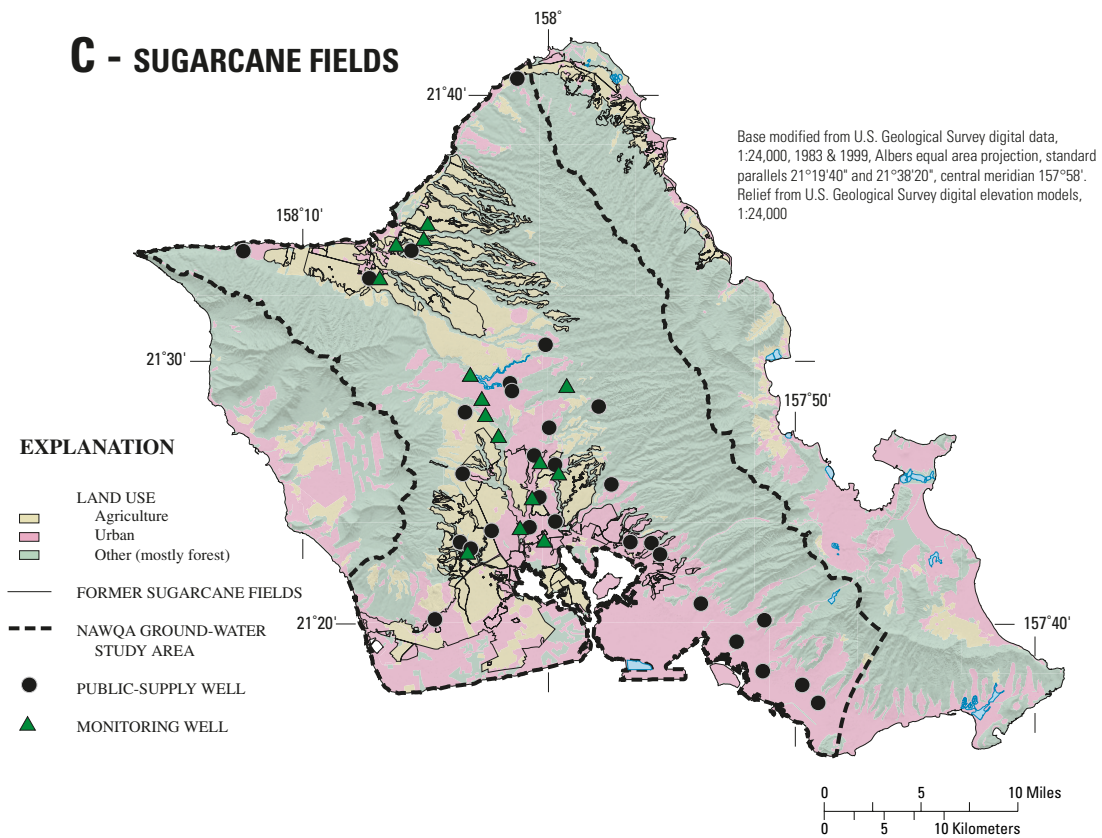 C - SUGARCANE FIELDS
158°
21°40'
Base modified from U.S. Geological Survey digital data,
1:24,000, 1983 & 1999, Albers equal area projection, standard
parallels 21°19'40" and 21°38'20", central meridian 157°58'.
Relief from U.S. Geological Survey digital elevation models,
1:24,000
158°10'
21°30'
157°50'
EXPLANATION
LAND USE
Agriculture
Urban
Other (mostly forest)
FORMER SUGARCANE FIELDS
NAWQA GROUND-WATER
STUDY AREA
PUBLIC-SUPPLY WELL
MONITORING WELL
21°20'
157°40'
0 5 10 Miles
0 5 10 Kilometers